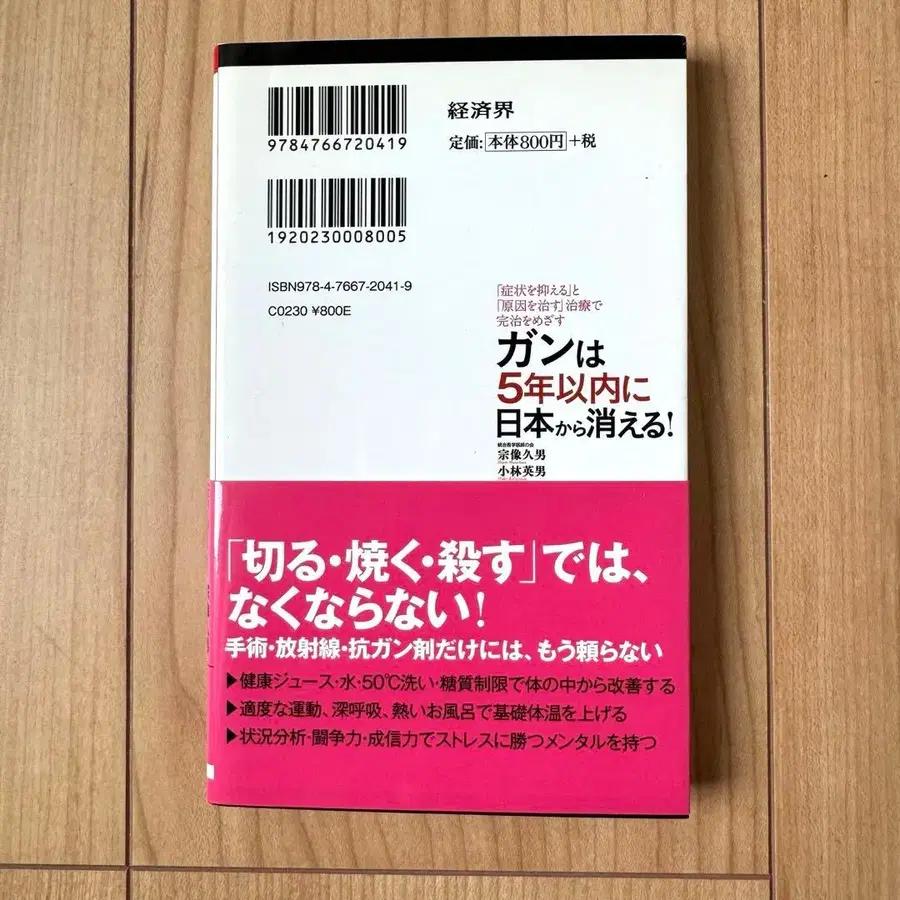 9784766720419
経済界
定価:本体800円+税
1920230008005
ISBN978-4-7667-2041-9
C0230 ¥800E
「症状を抑える」と
「原因を治す」治療で
完治をめざす
ガンは
5年以内に
日本から消える!
統合医学医師の会
宗像久男
小林英男
「切る・焼く・殺す」では、
なくならない!
手術・放射線・抗ガン剤だけには、もう頼らない
▶健康ジュース・水・50℃洗い・糖質制限で体の中から改善する
▶適度な運動、深呼吸、熱いお風呂で基礎体温を上げる
▶状況分析・闘争力・成信力でストレスに勝つメンタルを持つ